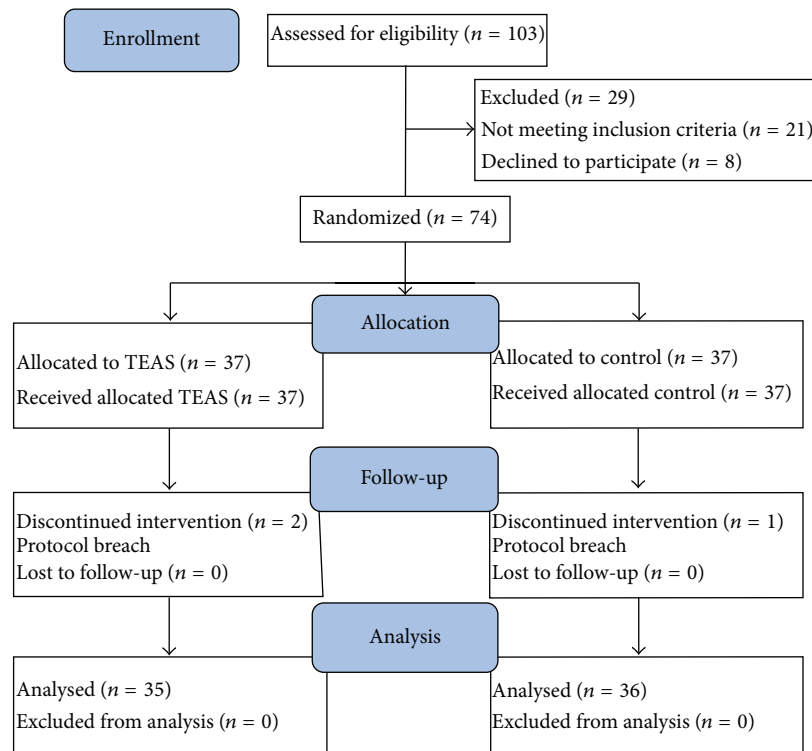 Enrollment
Assessed for eligibility (n = 103)
Excluded (n = 29)
Not meeting inclusion criteria (n = 21)
Declined to participate (n = 8)
Randomized (n = 74)
Allocation
Allocated to TEAS (n = 37)
Received allocated TEAS (n = 37)
Allocated to control (n = 37)
Received allocated control (n = 37)
Follow-up
Discontinued intervention (n = 2)
Protocol breach
Lost to follow-up (n = 0)
Discontinued intervention (n = 1)
Protocol breach
Lost to follow-up (n = 0)
Analysis
Analysed (n = 35)
Excluded from analysis (n = 0)
Analysed (n = 36)
Excluded from analysis (n = 0)